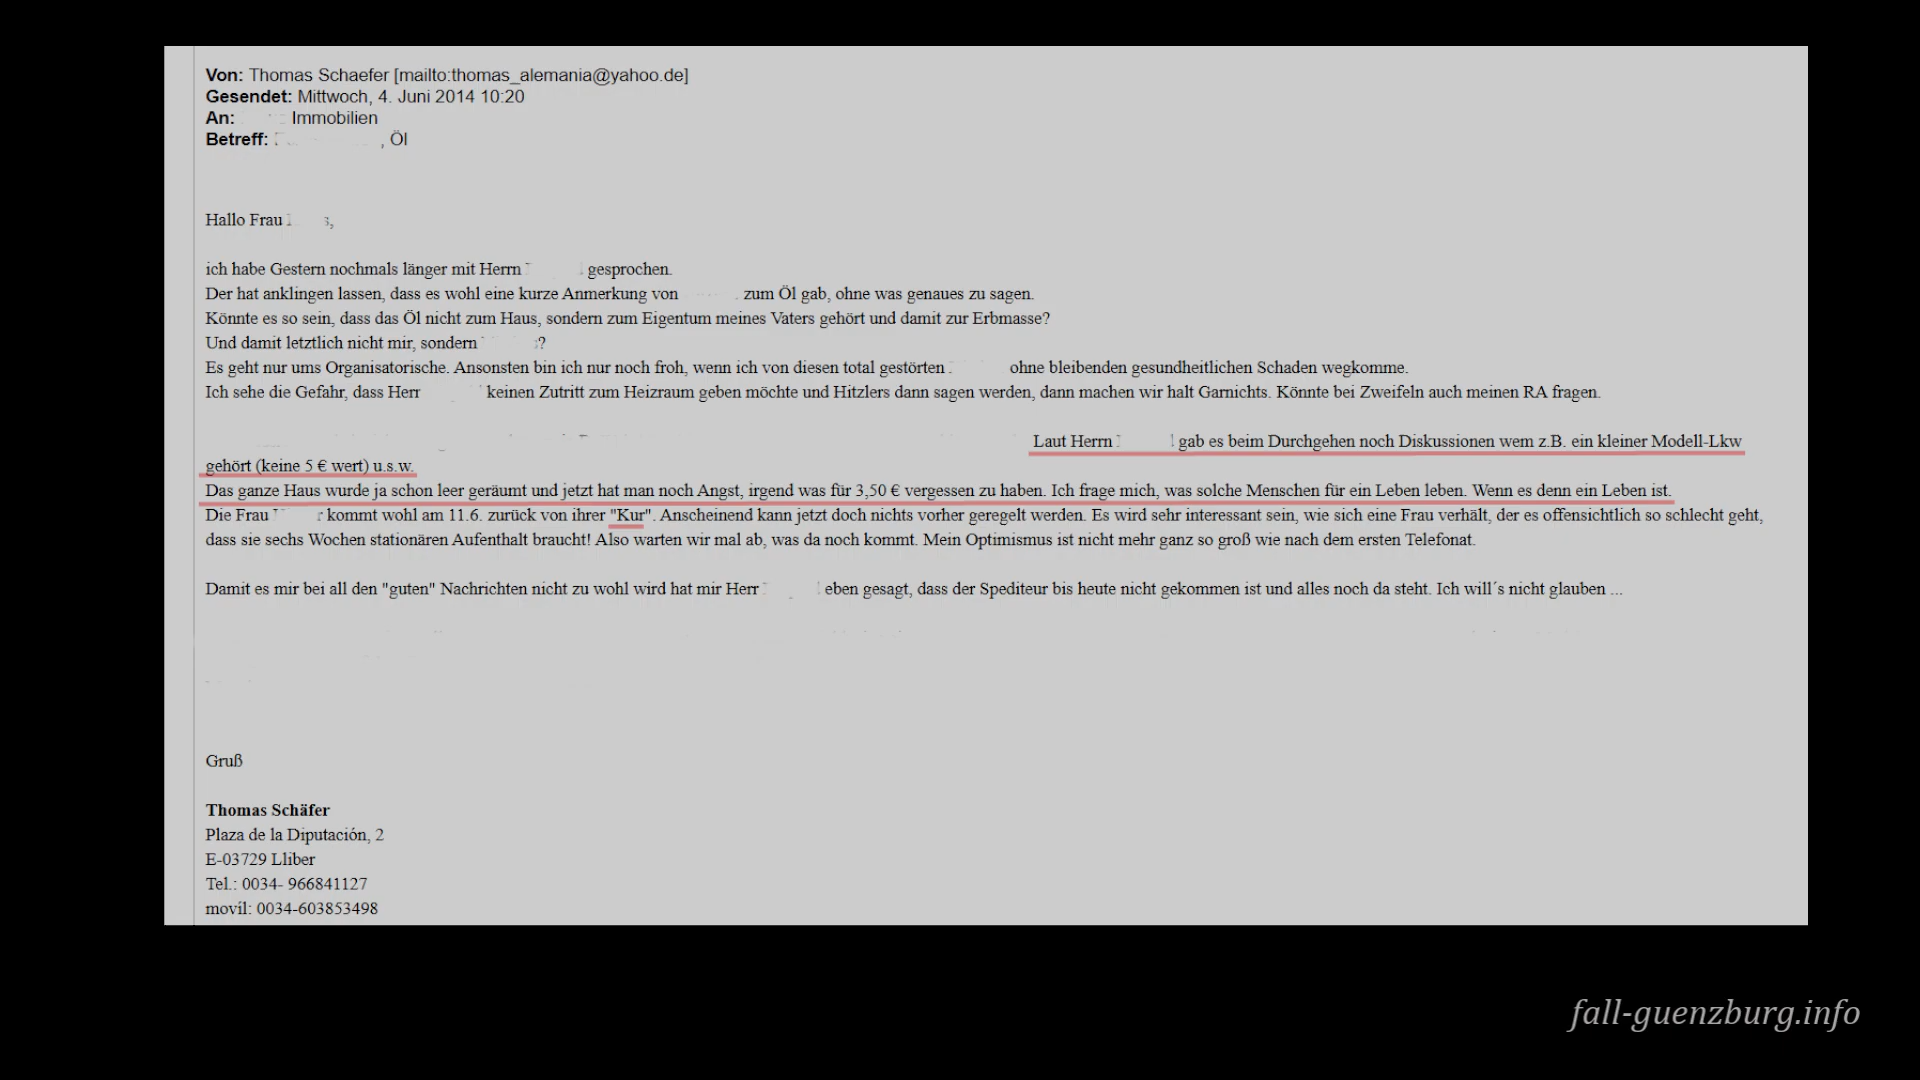 Von: Thomas Schaefer [mailto:thomas_alemania@yahoo.de]
Gesendet: Mittwoch, 4. Juni 2014 10:20
An: Immobilien
Betreff: , Öl
Hallo Frau ,
ich habe Gestern nochmals länger mit Herrn gesprochen.
Der hat anklingen lassen, dass es wohl eine kurze Anmerkung von zum Öl gab, ohne was genaues zu sagen.
Könnte es so sein, dass das Öl nicht zum Haus, sondern zum Eigentum meines Vaters gehört und damit zur Erbmasse?
Und damit letztlich nicht mir, sondern ?
Es geht nur ums Organisatorische. Ansonsten bin ich nur noch froh, wenn ich von diesen total gestörten ohne bleibenden gesundheitlichen Schaden wegkomme.
Ich sehe die Gefahr, dass Herr keinen Zutritt zum Heizraum geben möchte und Hitzlers dann sagen werden, dann machen wir halt Garnichts. Könnte bei Zweifeln auch meinen RA fragen.
Laut Herrn gab es beim Durchgehen noch Diskussionen wem z.B. ein kleiner Modell-Lkw
gehört (keine 5 € wert) u.s.w.
Das ganze Haus wurde ja schon leer geräumt und jetzt hat man noch Angst, irgend was für 3,50 € vergessen zu haben. Ich frage mich, was solche Menschen für ein Leben leben. Wenn es denn ein Leben ist.
Die Frau kommt wohl am 11.6. zurück von ihrer "Kur". Anscheinend kann jetzt doch nichts vorher geregelt werden. Es wird sehr interessant sein, wie sich eine Frau verhält, der es offensichtlich so schlecht geht,
dass sie sechs Wochen stationären Aufenthalt braucht! Also warten wir mal ab, was da noch kommt. Mein Optimismus ist nicht mehr ganz so groß wie nach dem ersten Telefonat.
Damit es mir bei all den "guten" Nachrichten nicht zu wohl wird hat mir Herr eben gesagt, dass der Spediteur bis heute nicht gekommen ist und alles noch da steht. Ich will´s nicht glauben ...
Gruß
Thomas Schäfer
Plaza de la Diputación, 2
E-03729 Lliber
Tel.: 0034- 966841127
movíl: 0034-603853498
fall-guenzburg.info